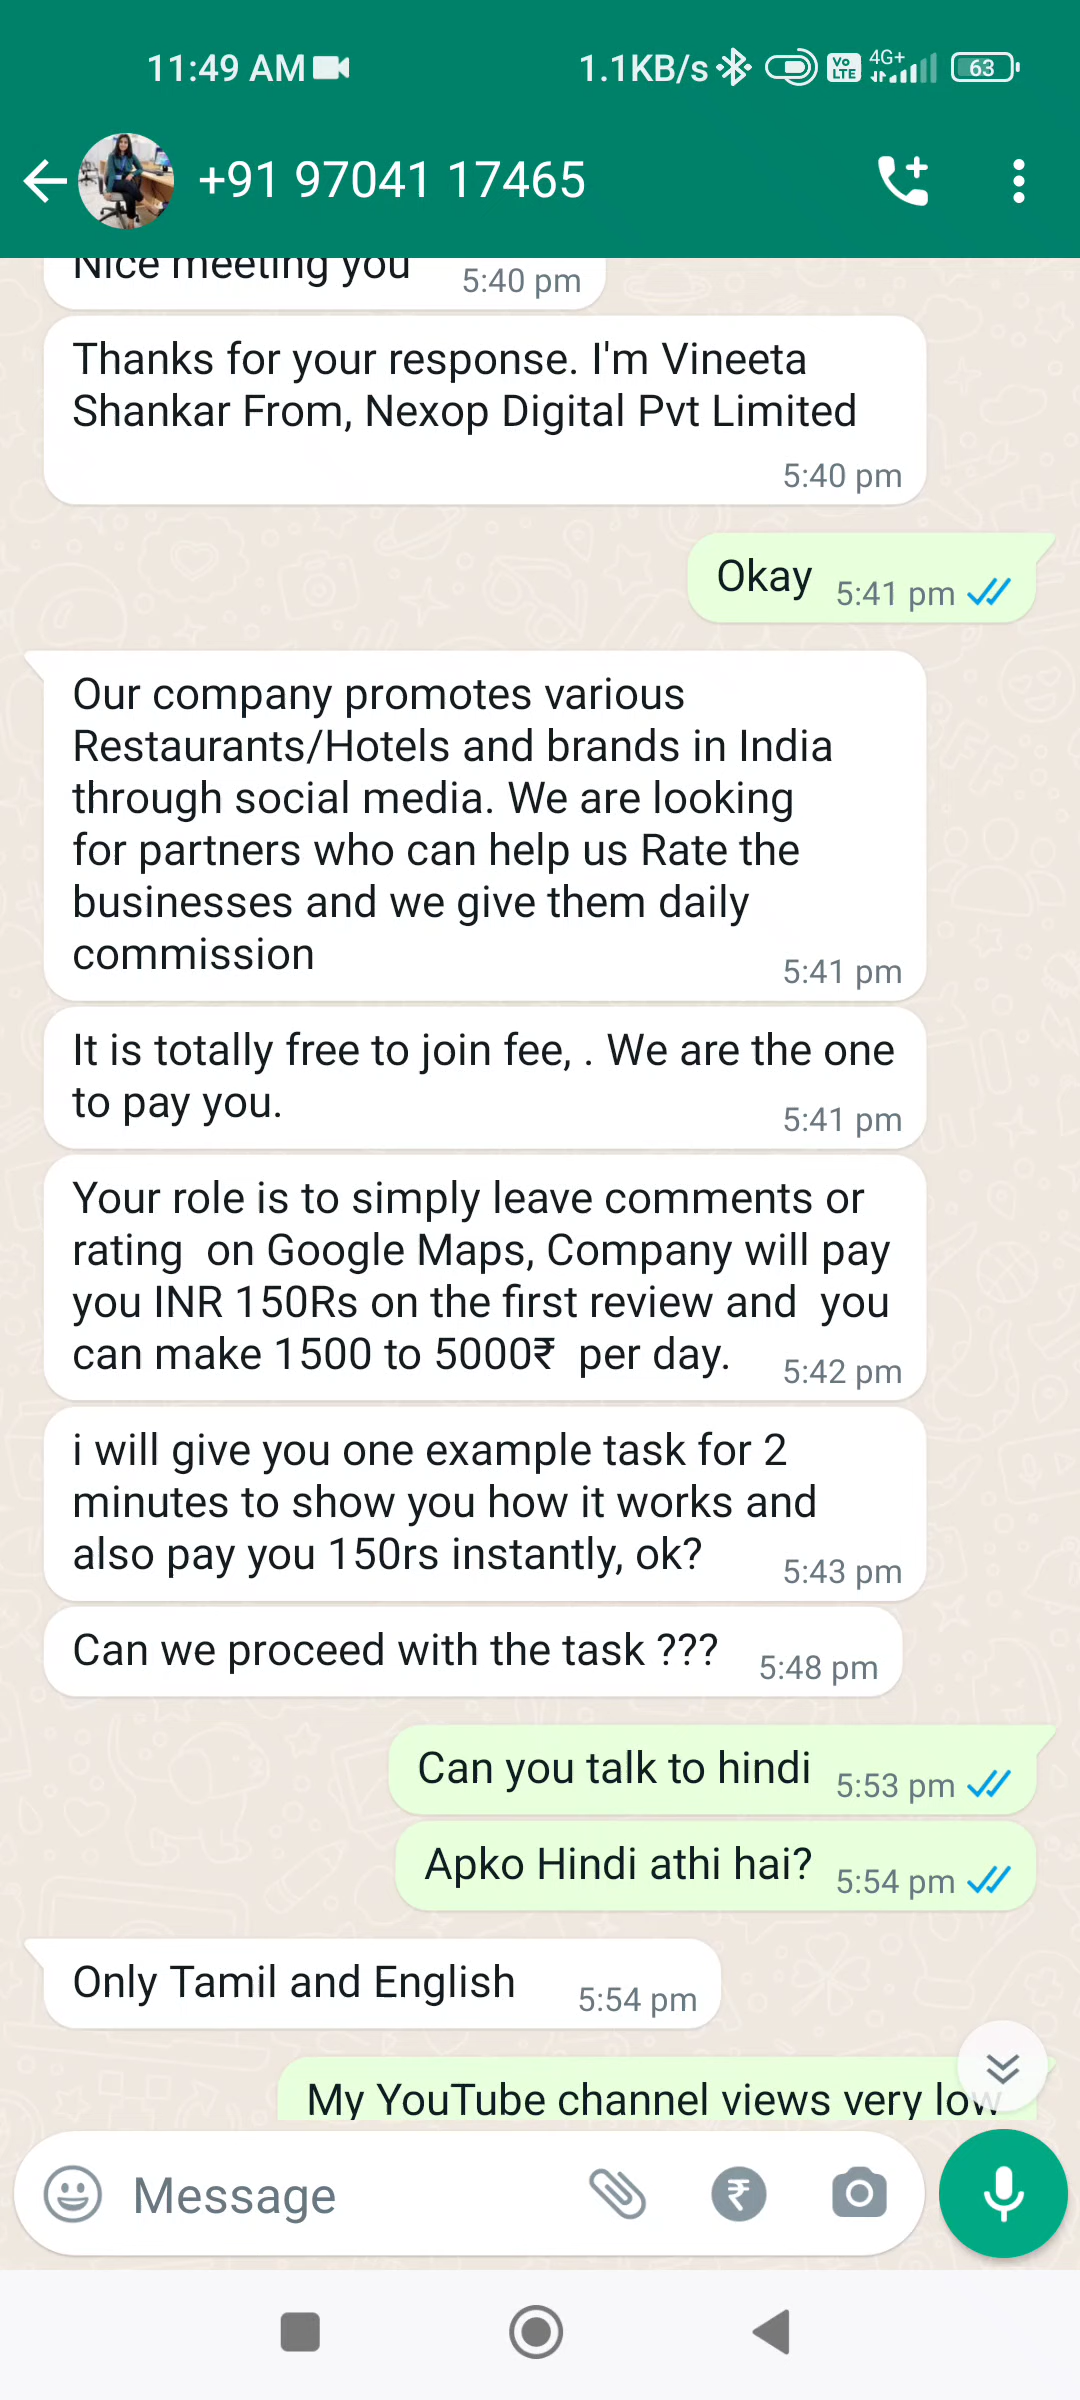 11:49 AM
1.1KB/s
Vo LTE
4G+
63
+91 97041 17465
Nice meeting you
5:40 pm
Thanks for your response. I'm Vineeta
Shankar From, Nexop Digital Pvt Limited
5:40 pm
Okay
5:41 pm
Our company promotes various
Restaurants/Hotels and brands in India
through social media. We are looking
for partners who can help us Rate the
businesses and we give them daily
commission
5:41 pm
It is totally free to join fee, . We are the one
to pay you.
5:41 pm
Your role is to simply leave comments or
rating  on Google Maps, Company will pay
you INR 150Rs on the first review and  you
can make 1500 to 5000₹  per day.
5:42 pm
i will give you one example task for 2
minutes to show you how it works and
also pay you 150rs instantly, ok?
5:43 pm
Can we proceed with the task ???
5:48 pm
Can you talk to hindi
5:53 pm
Apko Hindi athi hai?
5:54 pm
Only Tamil and English
5:54 pm
My YouTube channel views very low
Message
₹